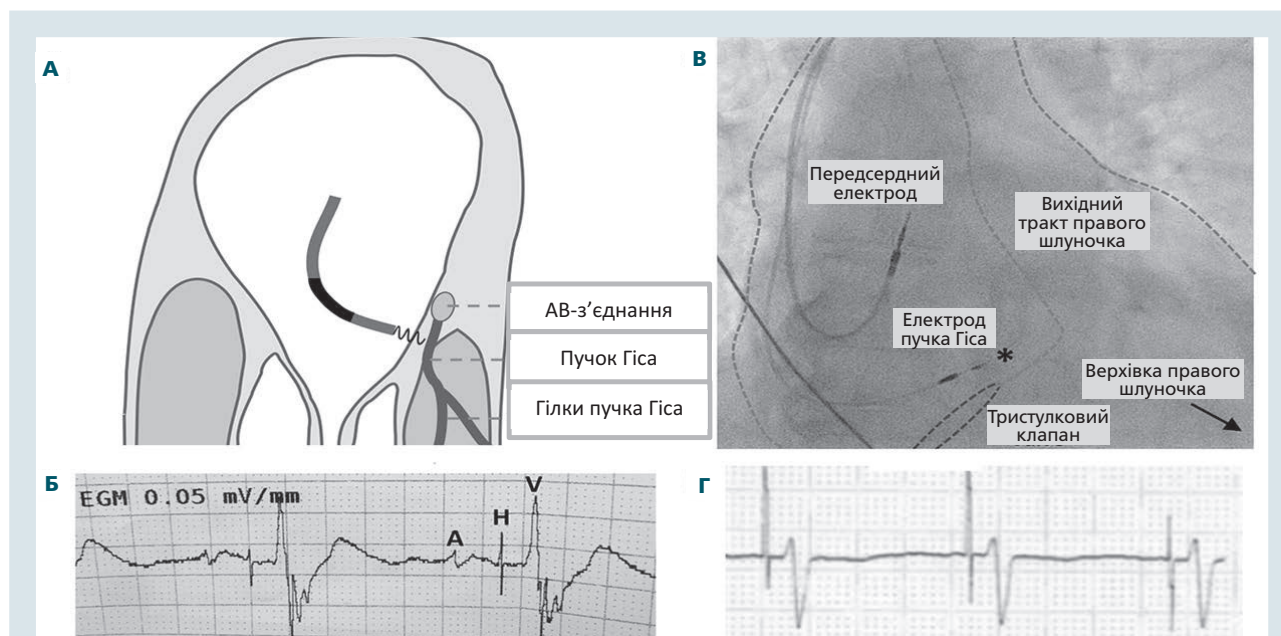 А
АВ-з’єднання
Пучок Гіса
Гілки пучка Гіса
В
Передсердний
електрод
Вихідний
тракт правого
шлуночка
Електрод
пучка Гіса
*
Верхівка правого
шлуночка
Тристулковий
клапан
Б
EGM 0.05 mV/mm
A
H
V
Г